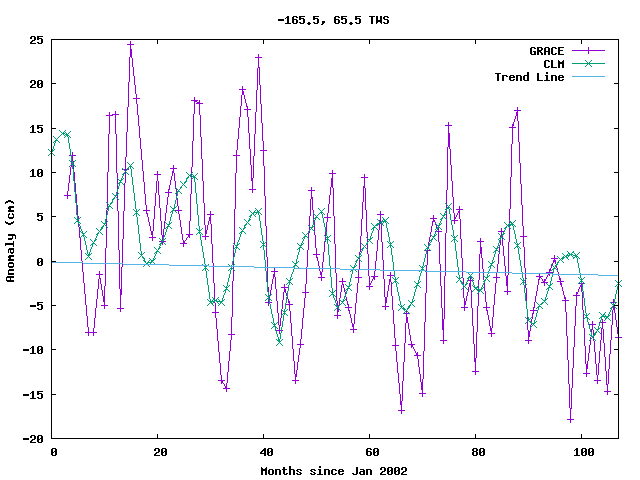 -165.5, 65.5 TWS
GRACE
CLM
Trend Line
25
20
15
10
5
0
-5
-10
-15
-20
Anomaly (cm)
0 20 40 60 80 100
Months since Jan 2002